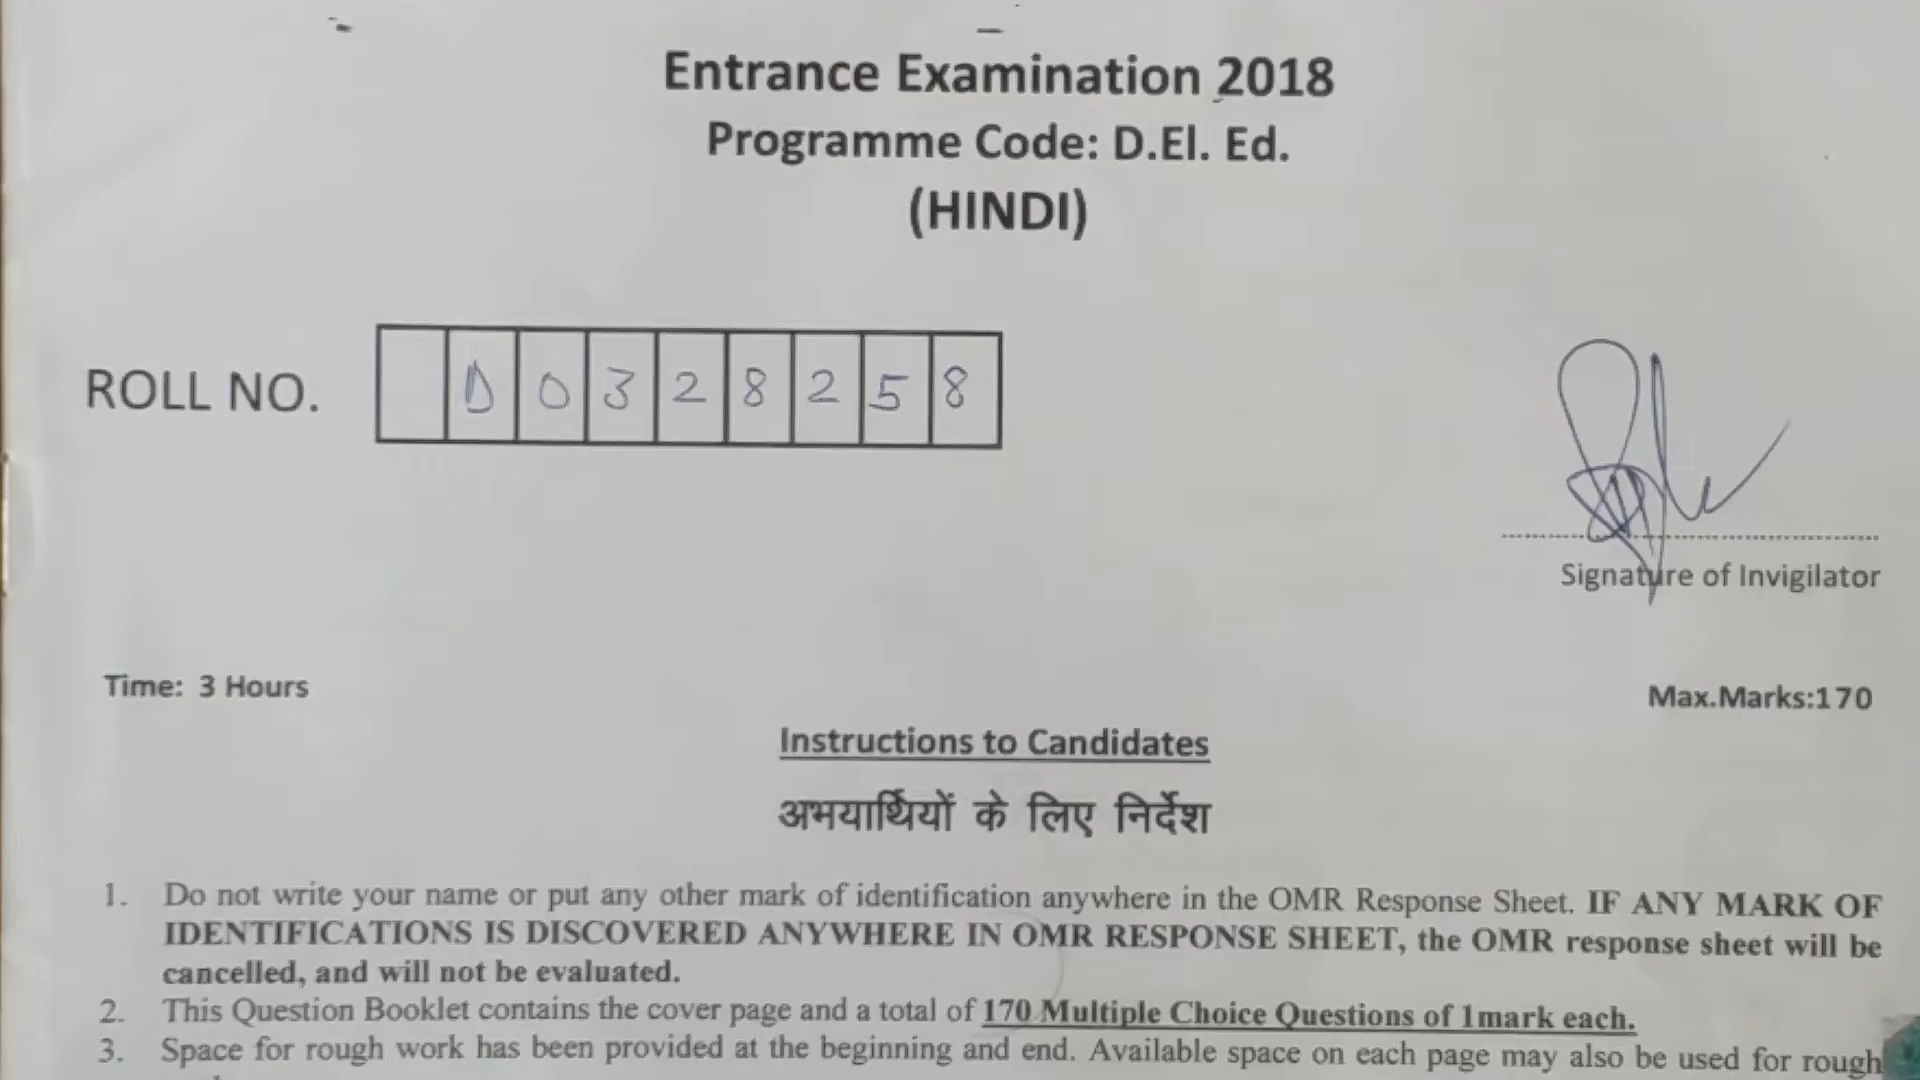 Entrance Examination 2018
Programme Code: D.El. Ed.
(HINDI)
ROLL NO. D 0 3 2 8 2 5 8
Signature of Invigilator
Time: 3 Hours
Max.Marks:170
Instructions to Candidates
अभयार्थियों के लिए निर्देश
1. Do not write your name or put any other mark of identification anywhere in the OMR Response Sheet. IF ANY MARK OF
IDENTIFICATIONS IS DISCOVERED ANYWHERE IN OMR RESPONSE SHEET, the OMR response sheet will be
cancelled, and will not be evaluated.
2. This Question Booklet contains the cover page and a total of 170 Multiple Choice Questions of 1mark each.
3. Space for rough work has been provided at the beginning and end. Available space on each page may also be used for rough